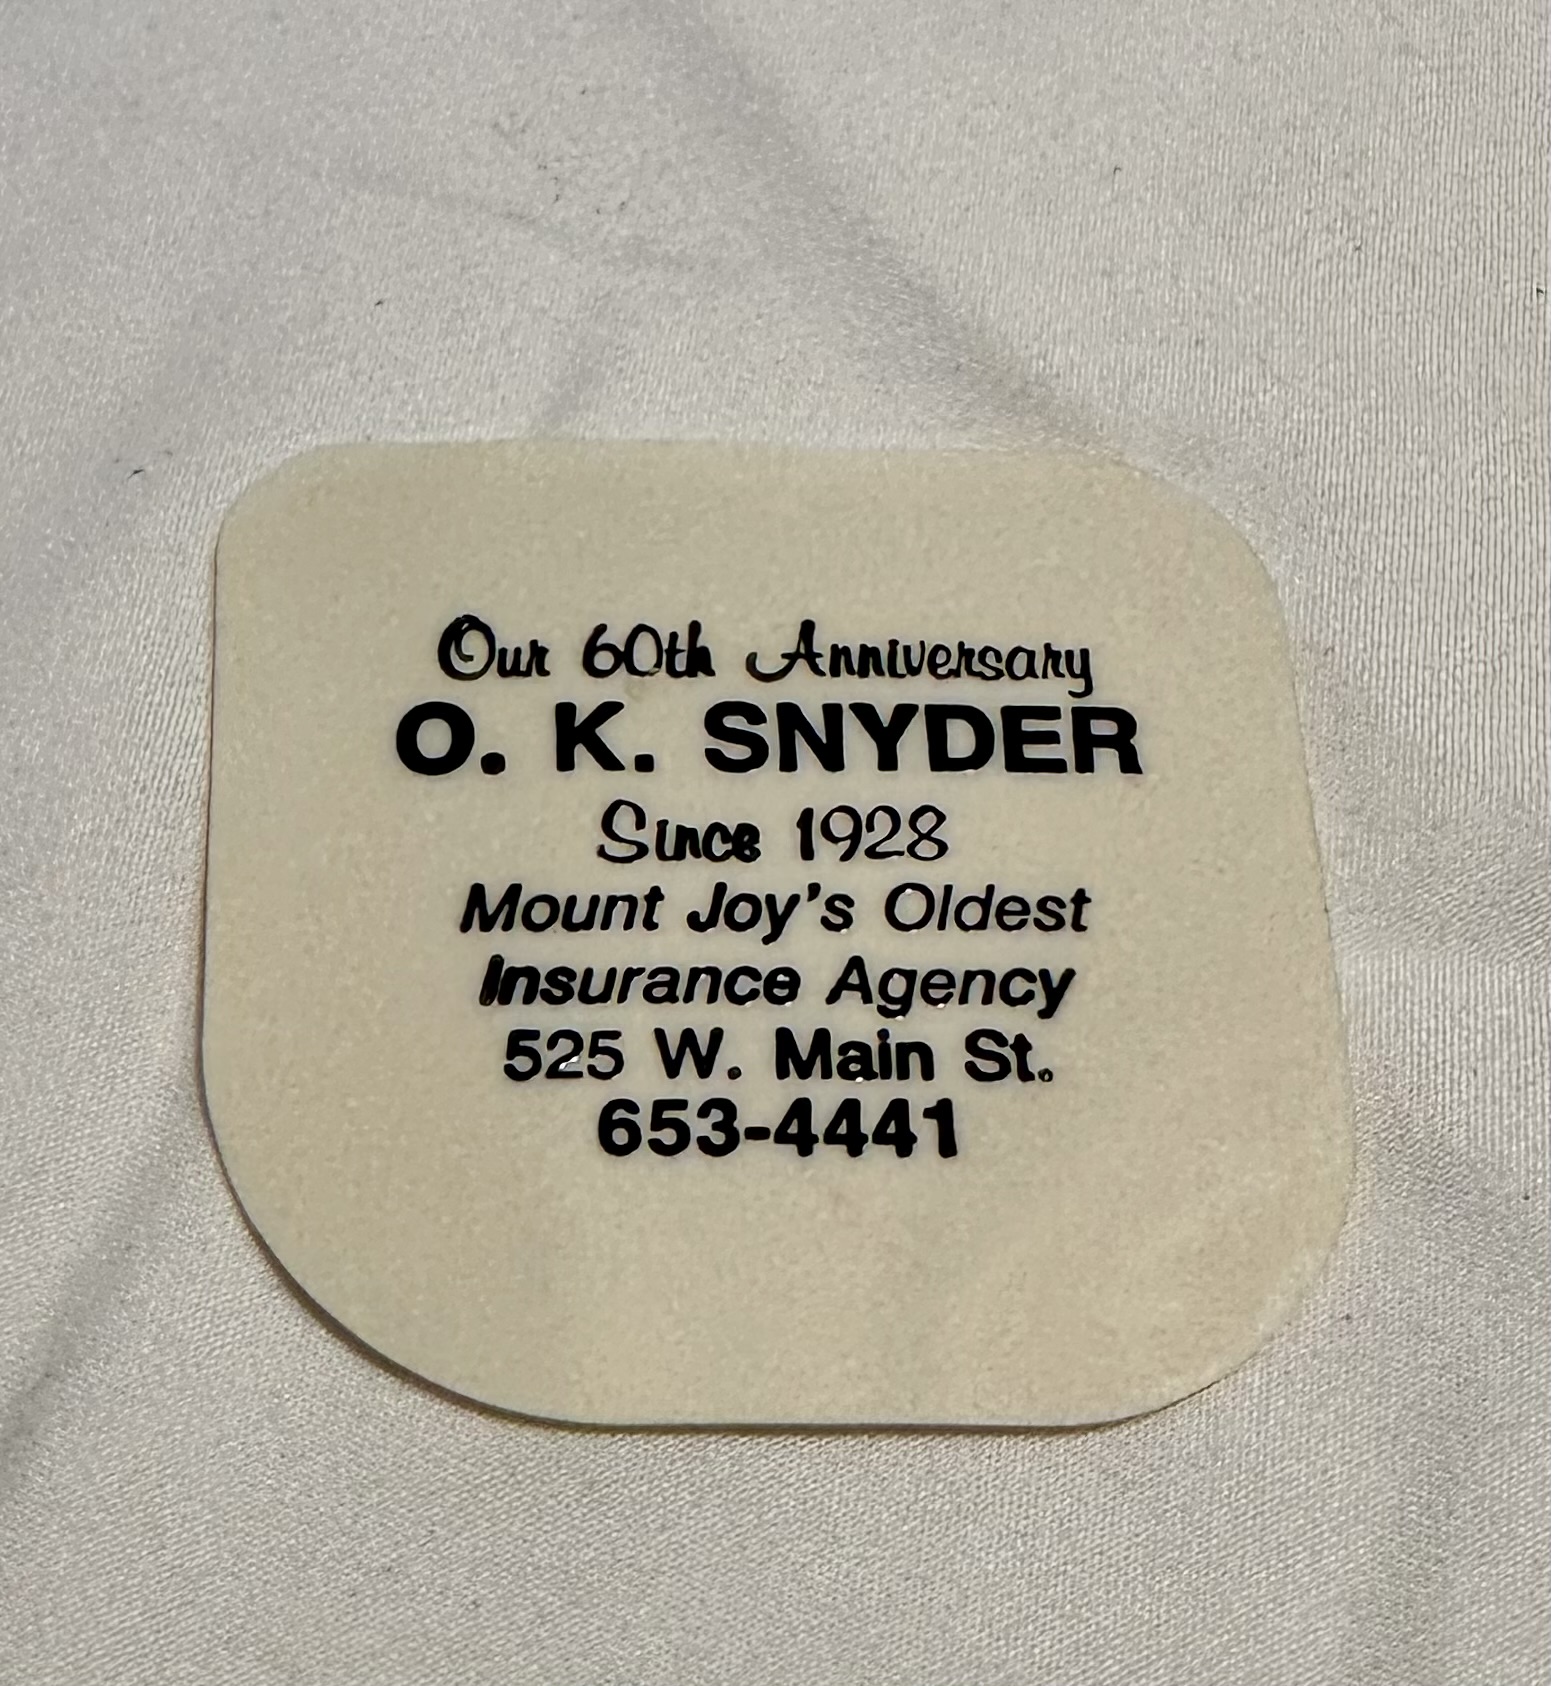 Our 60th Anniversary
O. K. SNYDER
Since 1928
Mount Joy's Oldest
Insurance Agency
525 W. Main St.
653-4441